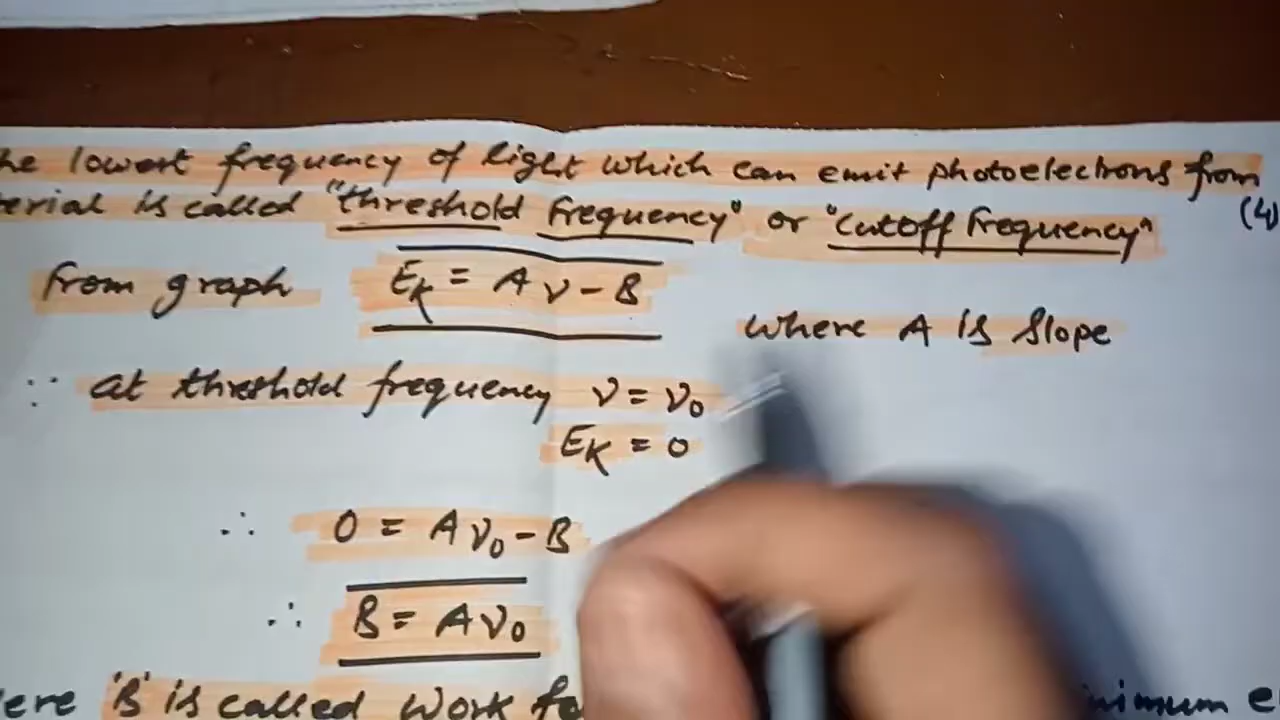 he lowest frequency of light which can emit photoelectrons from
terial is called "threshold frequency" or "Cutoff frequency"
(4)
from graph E_K = Aν - B
where A is slope
∵ at threshold frequency ν = ν₀
E_K = 0
∴ 0 = Aν₀ - B
∴ B = Aν₀
ere 'B' is called work inimum e